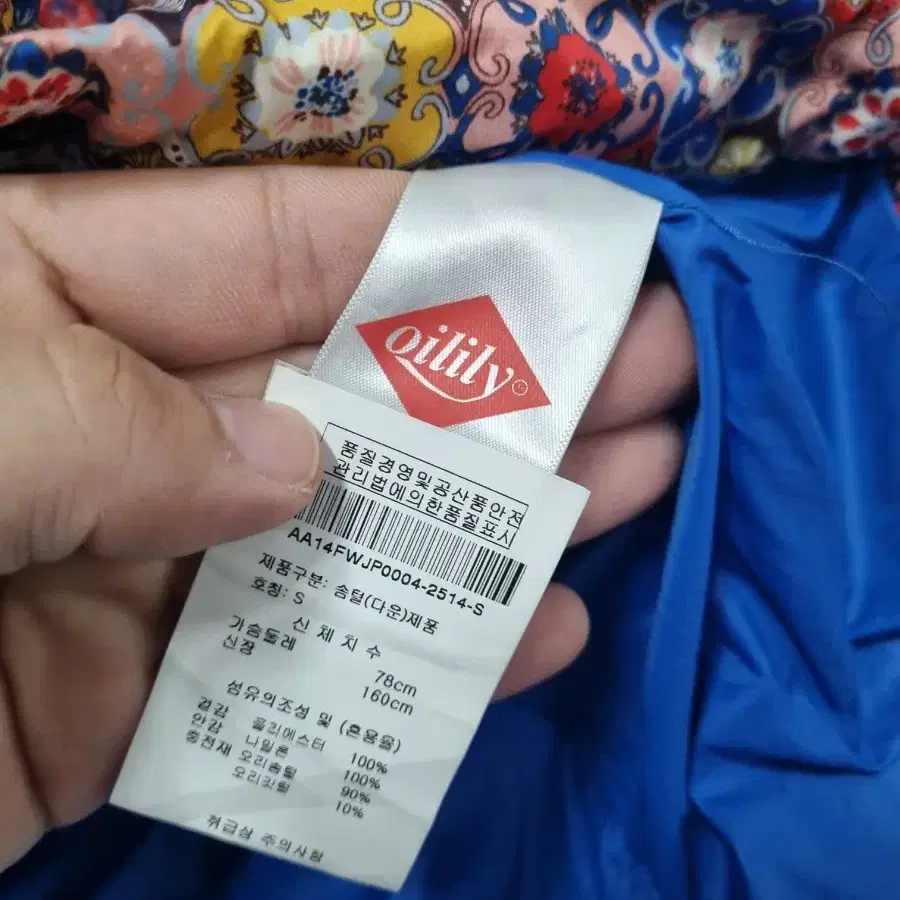 Oilily
품질경영및공산품안전
관리법에의한품질표시
AA14FWJP0004-2514-S
제품구분: 솜털(다운)제품
호칭: S
신 체 치 수
가슴둘레 78cm
신장 160cm
섬유의조성 및 (혼용율)
겉감 폴리에스터 100%
안감 나일론 100%
충전재 오리솜털 90%
오리깃털 10%
취급상 주의사항